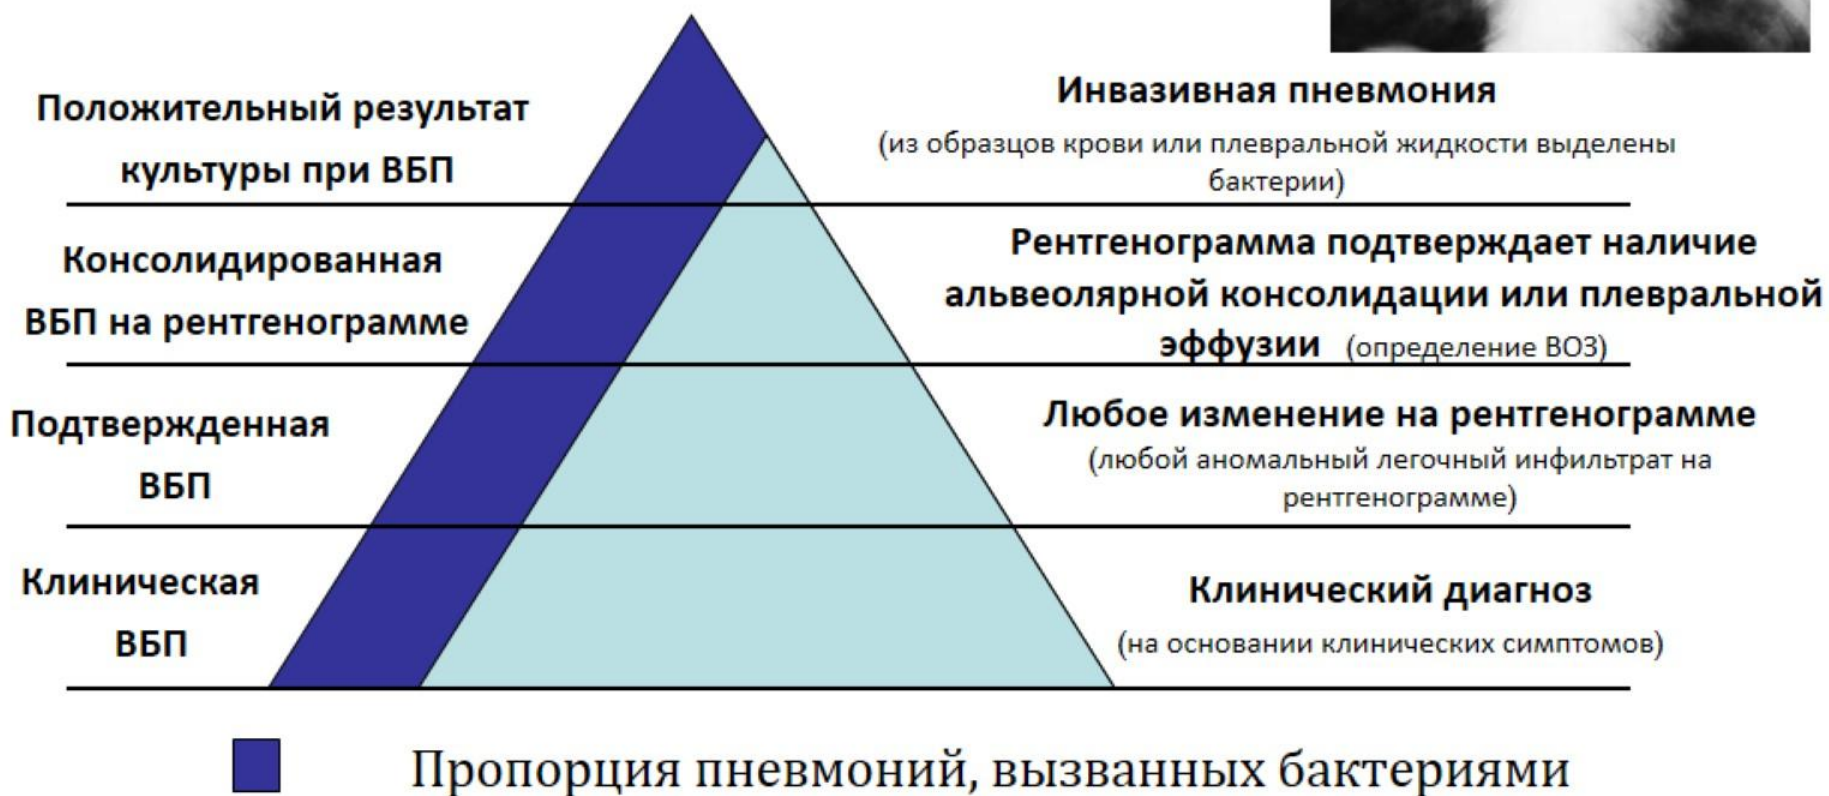 Положительный результат
культуры при ВБП
Инвазивная пневмония
(из образцов крови или плевральной жидкости выделены
бактерии)
Консолидированная
ВБП на рентгенограмме
Рентгенограмма подтверждает наличие
альвеолярной консолидации или плевральной
эффузии (определение ВОЗ)
Подтвержденная
ВБП
Любое изменение на рентгенограмме
(любой аномальный легочный инфильтрат на
рентгенограмме)
Клиническая
ВБП
Клинический диагноз
(на основании клинических симптомов)
Пропорция пневмоний, вызванных бактериями